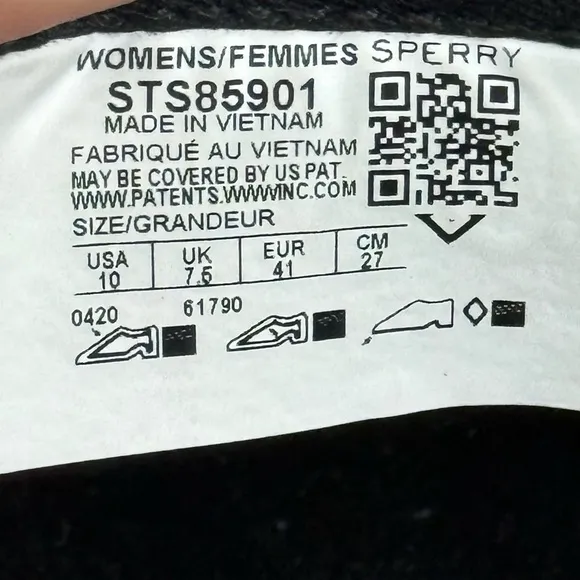 WOMENS/FEMMES SPERRY
STS85901
MADE IN VIETNAM
FABRIQUÉ AU VIETNAM
MAY BE COVERED BY US PAT.
WWW.PATENTS.WWWINC.COM
SIZE/GRANDEUR
USA UK EUR CM
10 7.5 41 27
0420 61790